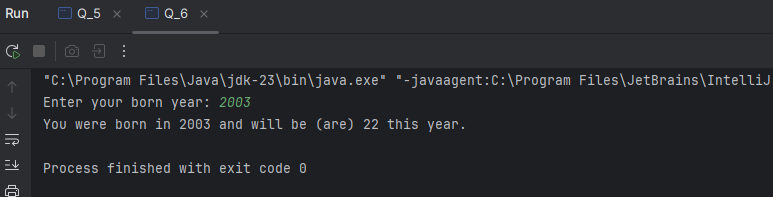 Run Q_5 Q_6
"C:\Program Files\Java\jdk-23\bin\java.exe" "-javaagent:C:\Program Files\JetBrains\IntelliJ
Enter your born year: 2003
You were born in 2003 and will be (are) 22 this year.
Process finished with exit code 0